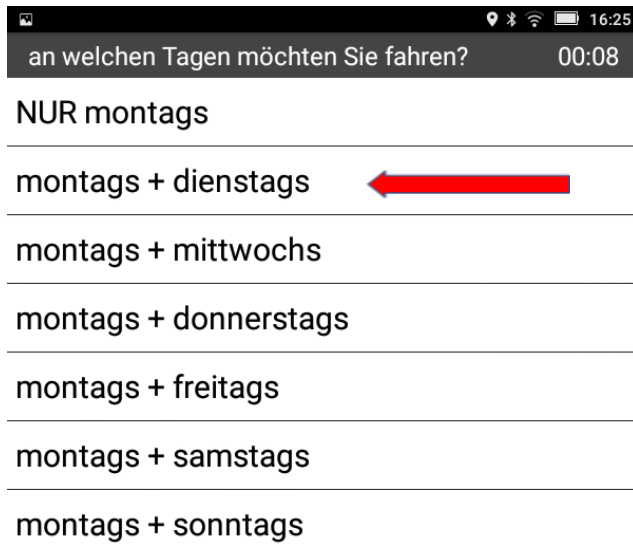 16:25
an welchen Tagen möchten Sie fahren? 00:08
NUR montags
montags + dienstags
montags + mittwochs
montags + donnerstags
montags + freitags
montags + samstags
montags + sonntags